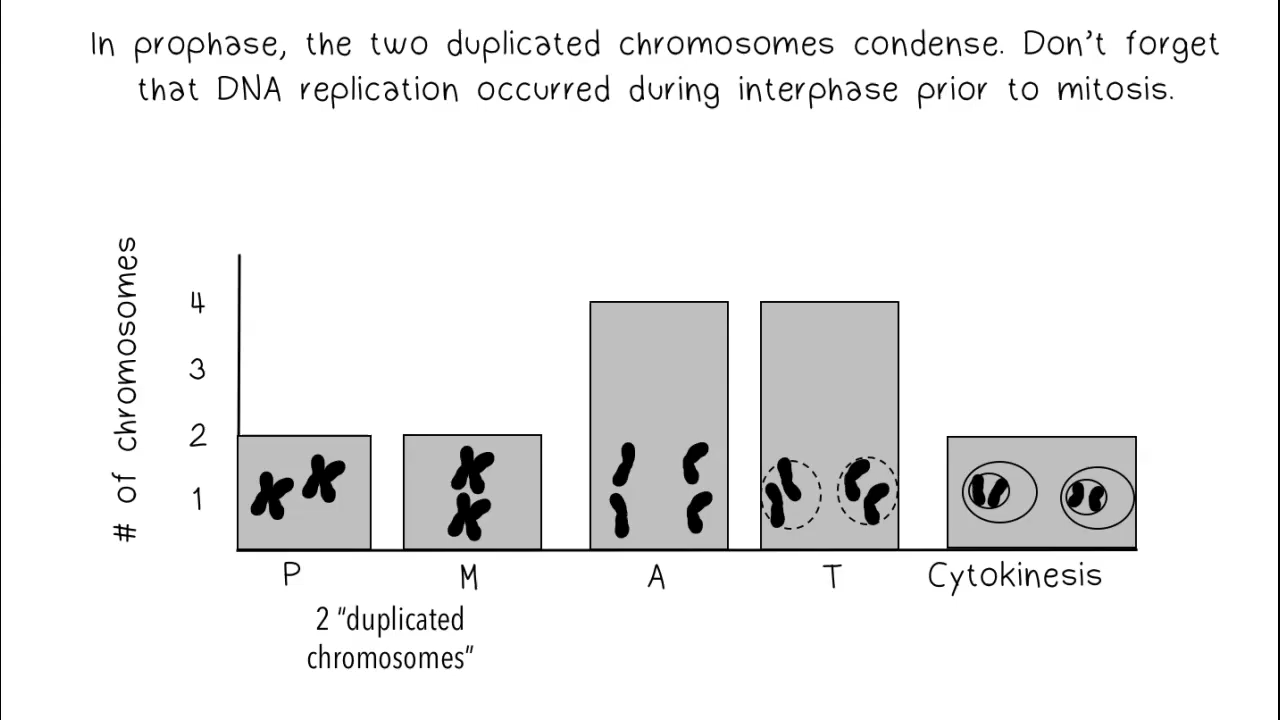 In prophase, the two duplicated chromosomes condense. Don't forget
that DNA replication occurred during interphase prior to mitosis.
# of chromosomes
4
3
2
1
P M A T Cytokinesis
2 "duplicated
chromosomes"